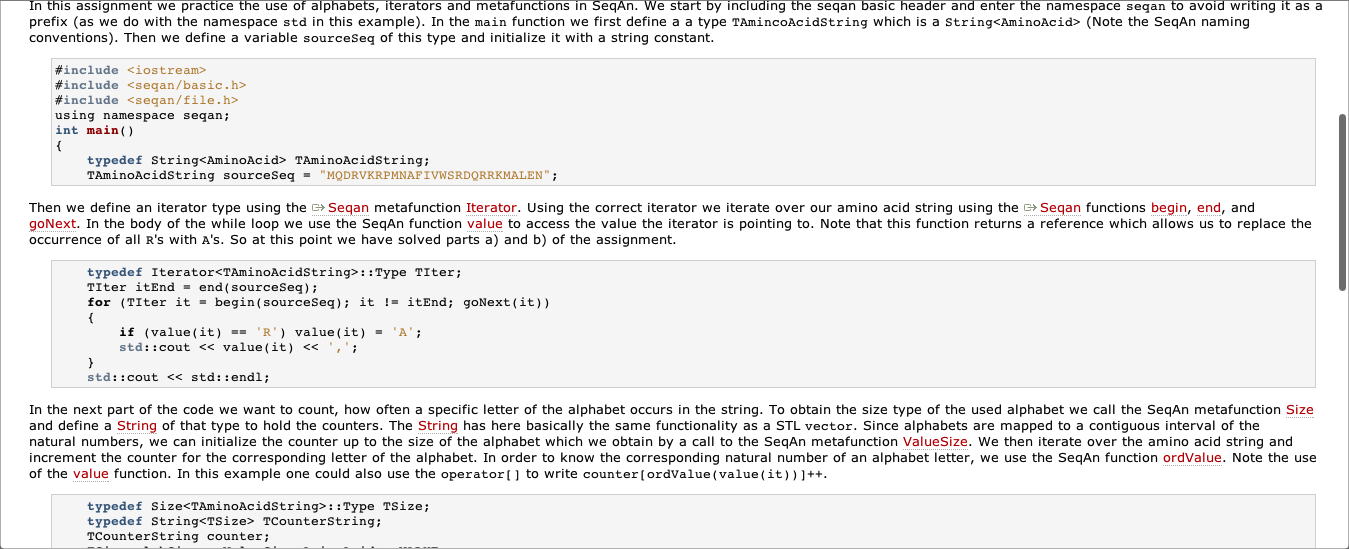 In this assignment we practice the use of alphabets, iterators and metafunctions in SeqAn. We start by including the seqan basic header and enter the namespace seqan to avoid writing it as a
prefix (as we do with the namespace std in this example). In the main function we first define a a type TAmincoAcidString which is a String<AminoAcid> (Note the SeqAn naming
conventions). Then we define a variable sourceSeq of this type and initialize it with a string constant.
#include <iostream>
#include <seqan/basic.h>
#include <seqan/file.h>
using namespace seqan;
int main()
{
    typedef String<AminoAcid> TAminoAcidString;
    TAminoAcidString sourceSeq = "MQDRVKRPMNAFIVWSRDQRRKMALEN";
Then we define an iterator type using the Seqan metafunction Iterator. Using the correct iterator we iterate over our amino acid string using the Seqan functions begin, end, and
goNext. In the body of the while loop we use the SeqAn function value to access the value the iterator is pointing to. Note that this function returns a reference which allows us to replace the
occurrence of all R's with A's. So at this point we have solved parts a) and b) of the assignment.
    typedef Iterator<TAminoAcidString>::Type TIter;
    TIter itEnd = end(sourceSeq);
    for (TIter it = begin(sourceSeq); it != itEnd; goNext(it))
    {
        if (value(it) == 'R') value(it) = 'A';
        std::cout << value(it) << ',';
    }
    std::cout << std::endl;
In the next part of the code we want to count, how often a specific letter of the alphabet occurs in the string. To obtain the size type of the used alphabet we call the SeqAn metafunction Size
and define a String of that type to hold the counters. The String has here basically the same functionality as a STL vector. Since alphabets are mapped to a contiguous interval of the
natural numbers, we can initialize the counter up to the size of the alphabet which we obtain by a call to the SeqAn metafunction ValueSize. We then iterate over the amino acid string and
increment the counter for the corresponding letter of the alphabet. In order to know the corresponding natural number of an alphabet letter, we use the SeqAn function ordValue. Note the use
of the value function. In this example one could also use the operator[] to write counter[ordValue(value(it))]++.
    typedef Size<TAminoAcidString>::Type TSize;
    typedef String<TSize> TCounterString;
    TCounterString counter;